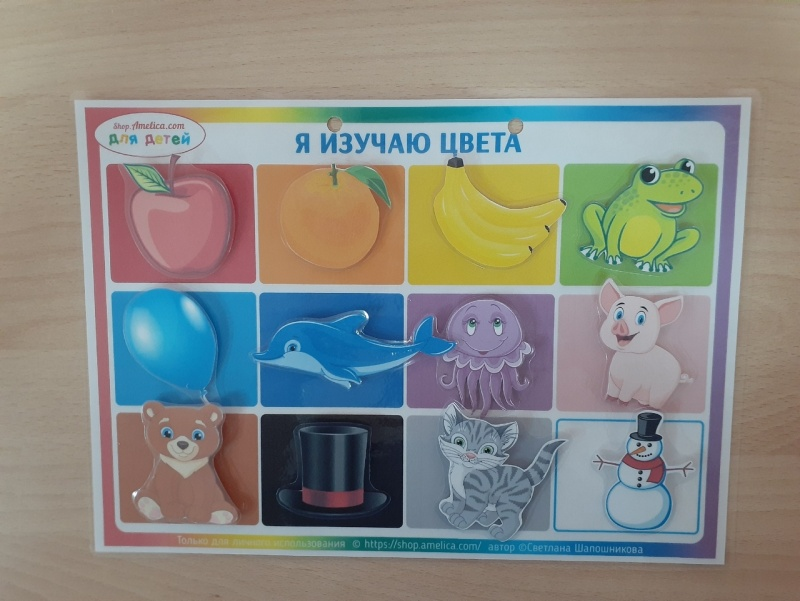 Shop.Amelica.com
для детей
Я ИЗУЧАЮ ЦВЕТА
Только для личного использования © https://shop.amelica.com/ автор ©Светлана Шапошникова